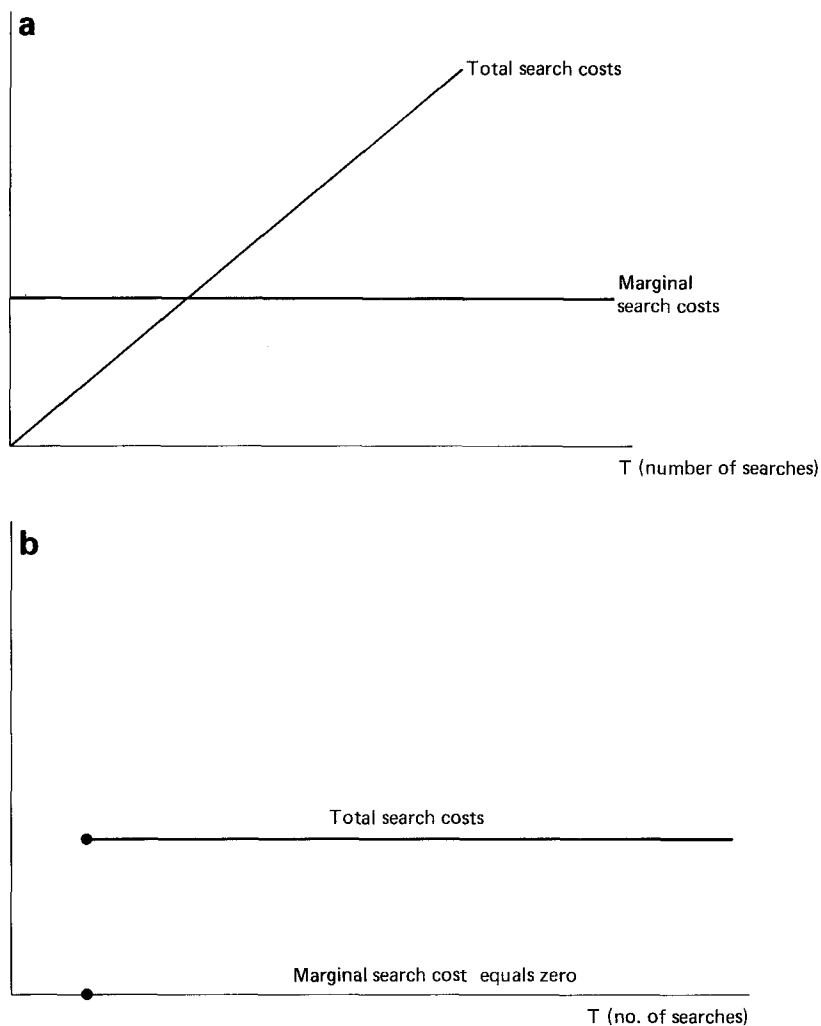 a
Total search costs
Marginal
search costs
T (number of searches)
b
Total search costs
Marginal search cost equals zero
T (no. of searches)